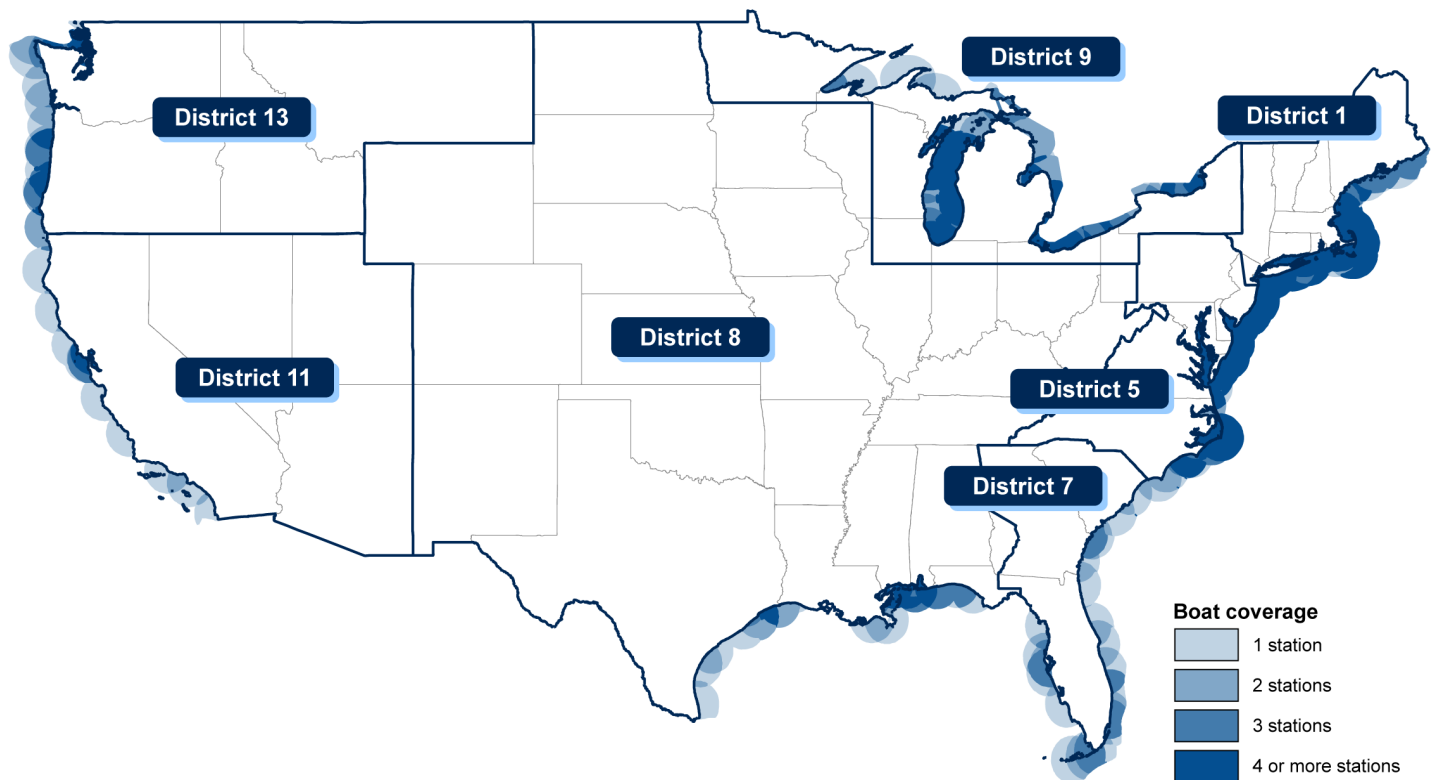 District 9
District 13
District 1
District 8
District 11
District 5
District 7
Boat coverage
1 station
2 stations
3 stations
4 or more stations